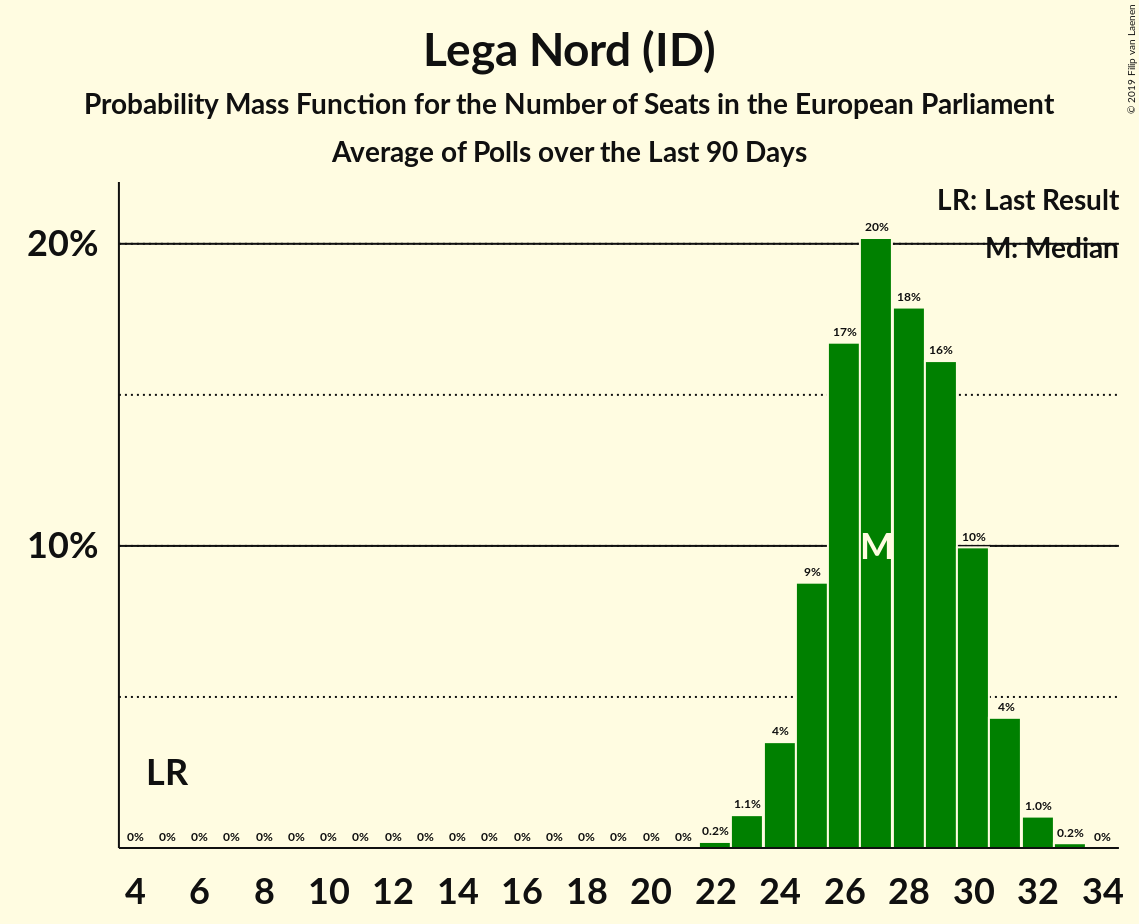 Lega Nord (ID)
Probability Mass Function for the Number of Seats in the European Parliament
Average of Polls over the Last 90 Days
© 2019 Filip van Laenen
LR: Last Result
M: Median
20%
10%
20%
18%
17%
16%
10%
9%
4%
4%
1.1%
1.0%
0.2%
0.2%
M
LR
0% 0% 0% 0% 0% 0% 0% 0% 0% 0% 0% 0% 0% 0% 0% 0% 0% 0% 0%
4 6 8 10 12 14 16 18 20 22 24 26 28 30 32 34